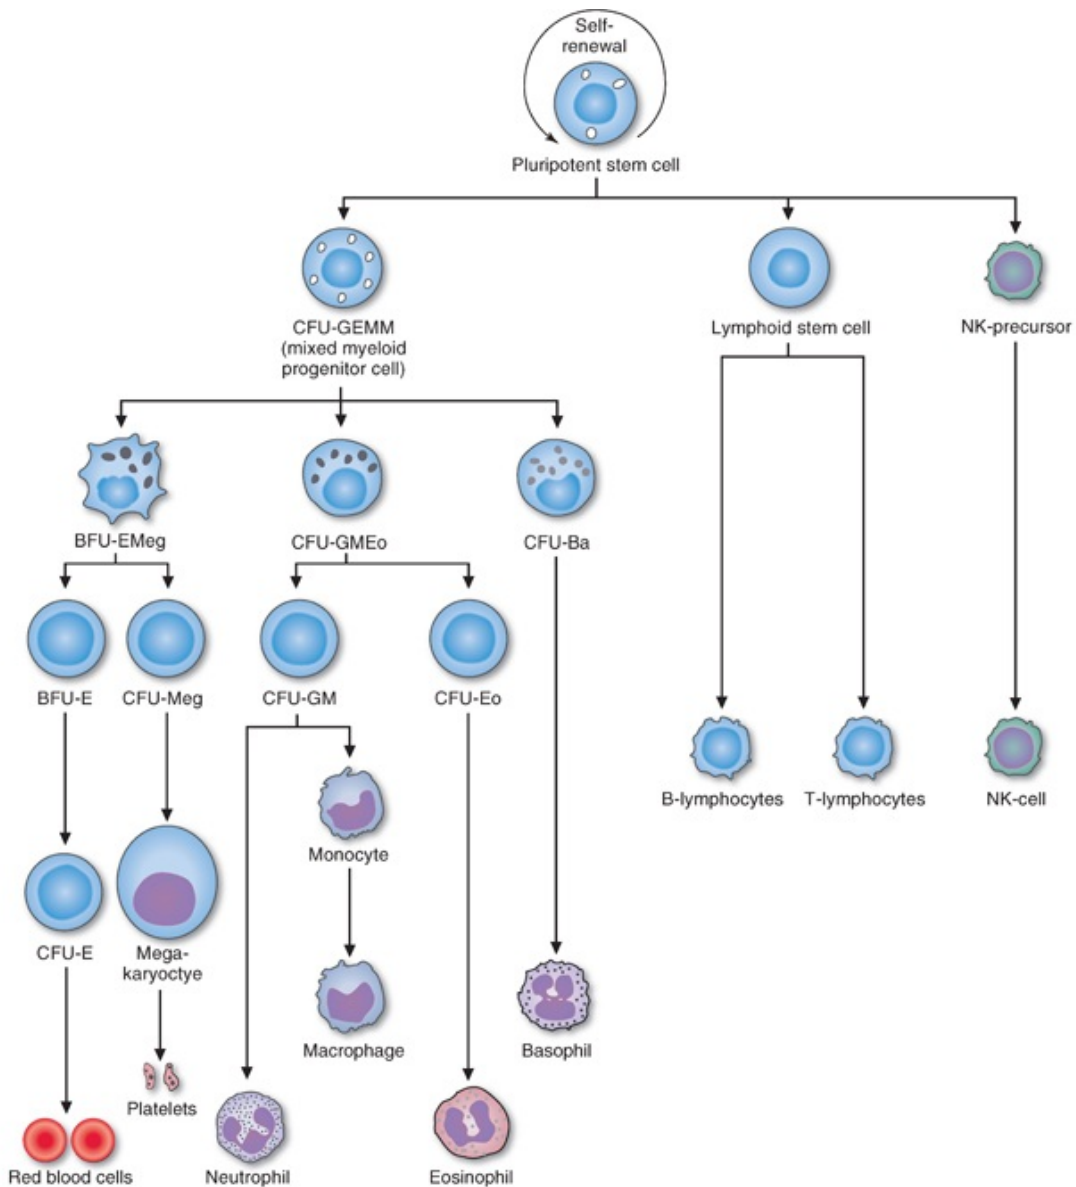 Self-
renewal
Pluripotent stem cell
CFU-GEMM
(mixed myeloid
progenitor cell)
Lymphoid stem cell
NK-precursor
BFU-EMeg
CFU-GMEo
CFU-Ba
BFU-E
CFU-Meg
CFU-GM
CFU-Eo
B-lymphocytes
T-lymphocytes
NK-cell
Monocyte
CFU-E
Mega-
karyoctye
Macrophage
Basophil
Platelets
Red blood cells
Neutrophil
Eosinophil